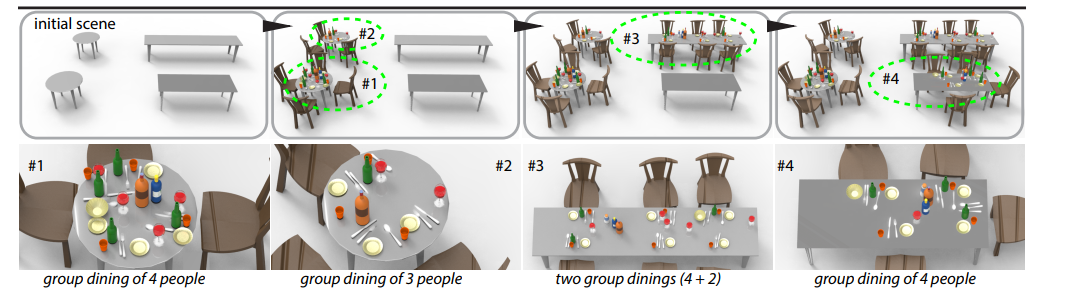 initial scene
#2
#1
#3
#4
#1
#2
#3
#4
group dining of 4 people
group dining of 3 people
two group dinings (4 + 2)
group dining of 4 people